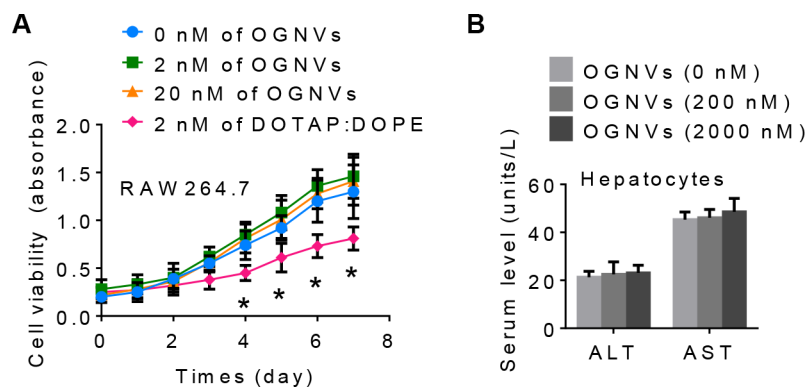 A
0 nM of OGNVs
2 nM of OGNVs
20 nM of OGNVs
2 nM of DOTAP:DOPE
Cell viability (absorbance)
2.0
1.5
1.0
0.5
0.0
RAW264.7
* * * *
0 2 4 6 8
Times (day)
B
OGNVs (0 nM)
OGNVs (200 nM)
OGNVs (2000 nM)
Serum level (units/L)
60
40
20
0
Hepatocytes
ALT AST